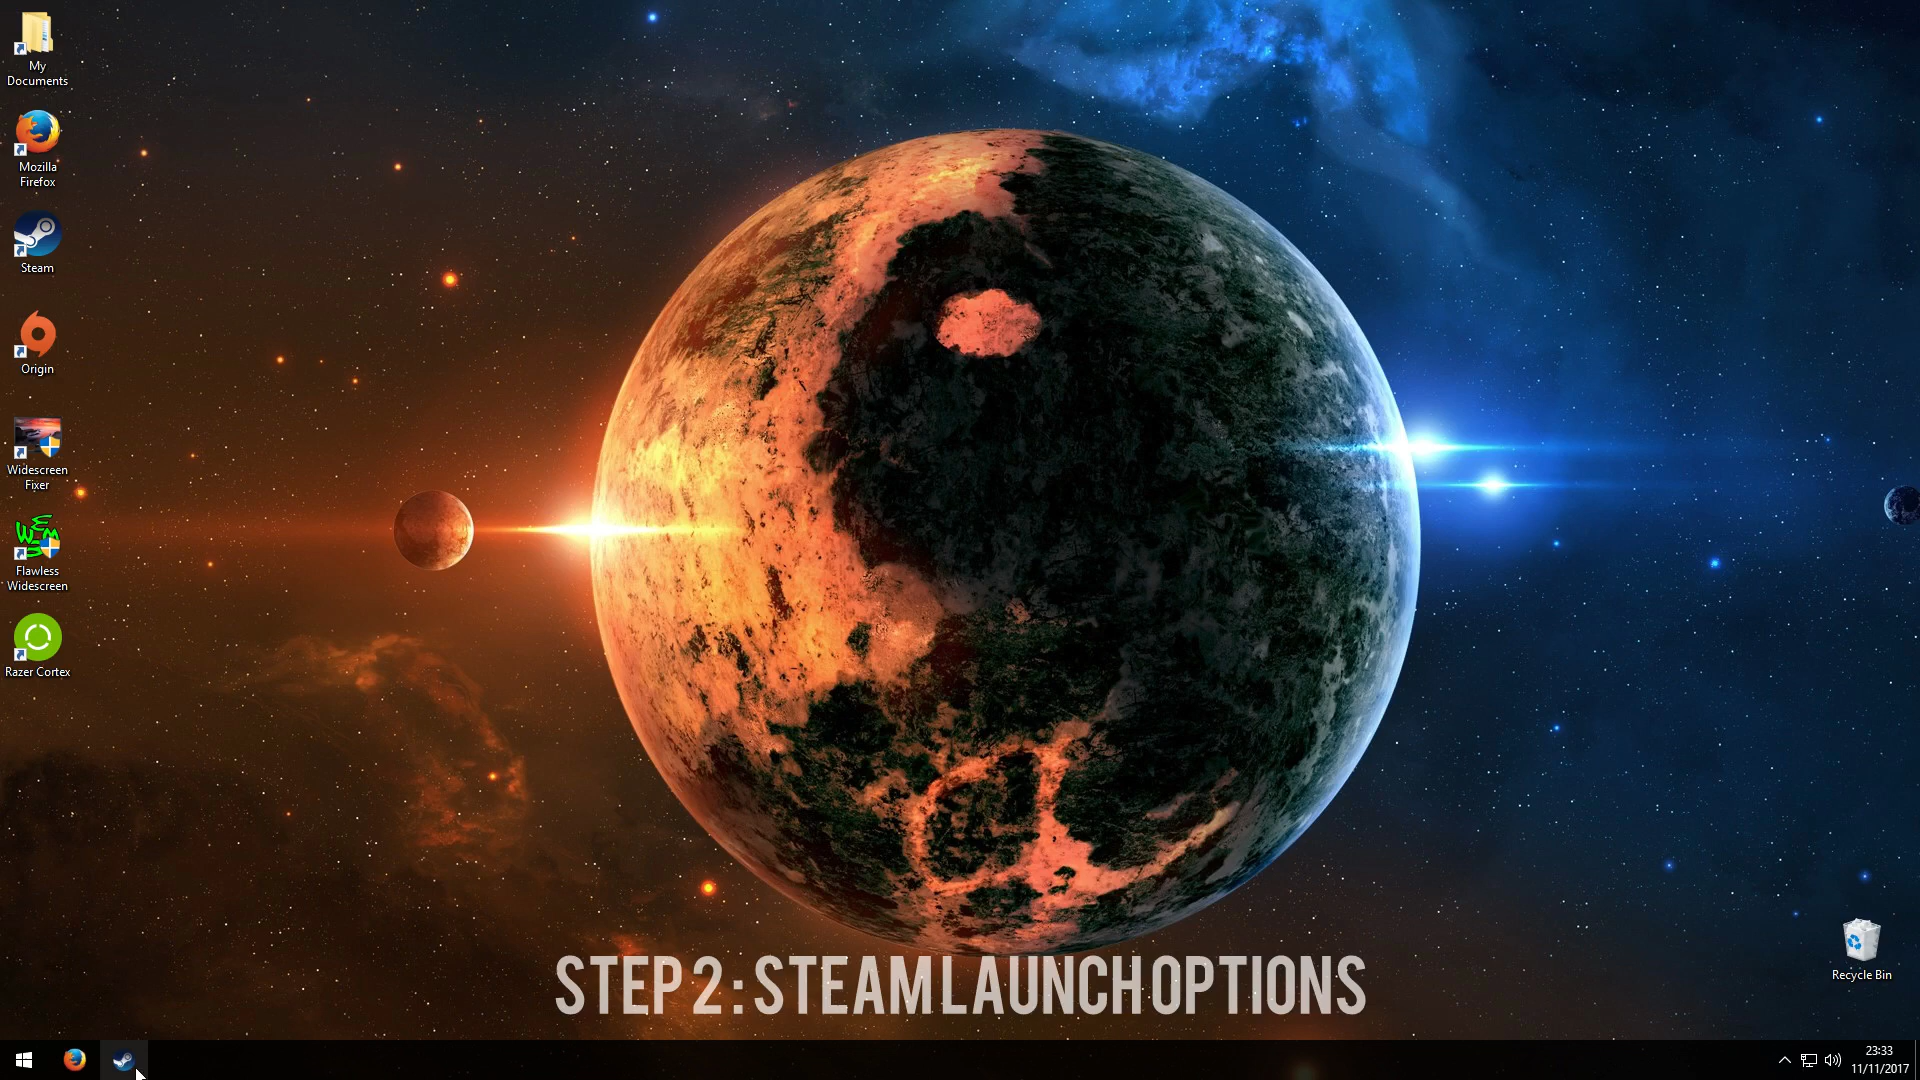 My
Documents
Mozilla
Firefox
Steam
Origin
Widescreen
Fixer
Flawless
Widescreen
Razer Cortex
Recycle Bin
STEP 2 : STEAM LAUNCH OPTIONS
23:33
11/11/2017